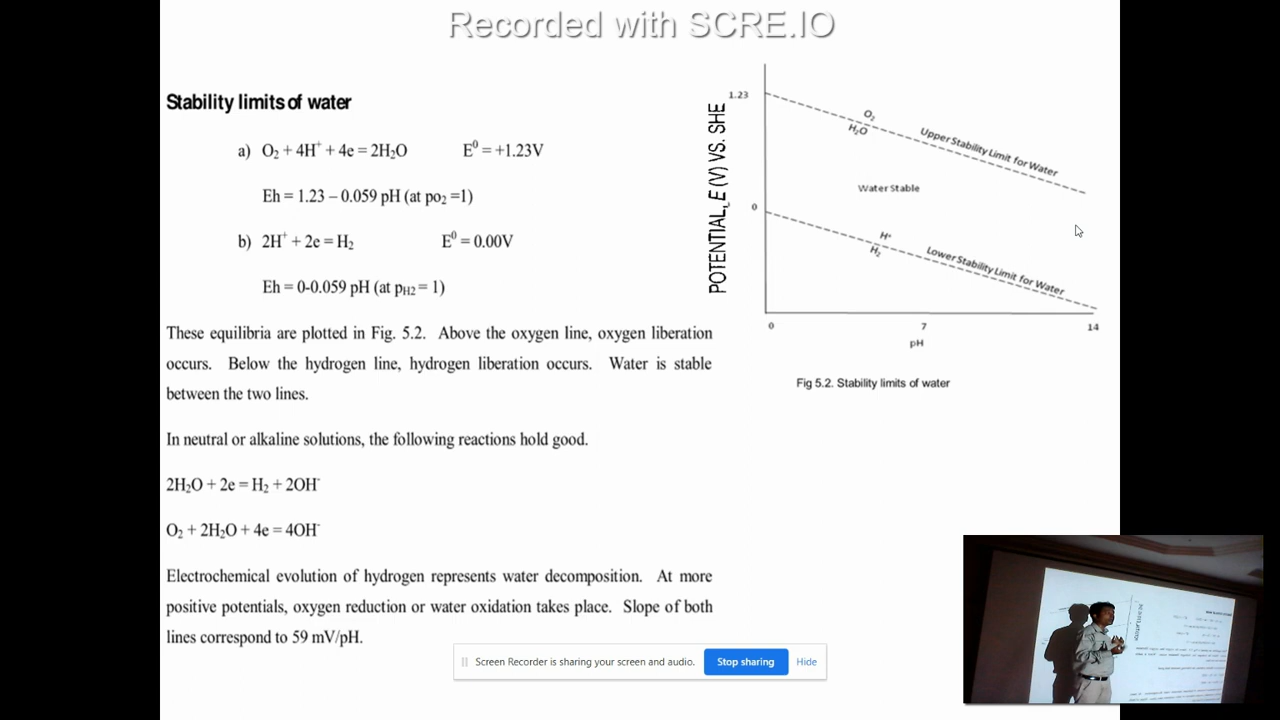 Recorded with SCRE.IO
Stability limits of water
a) O₂ + 4H⁺ + 4e = 2H₂O E⁰ = +1.23V
Eh = 1.23 – 0.059 pH (at po₂ =1)
b) 2H⁺ + 2e = H₂ E⁰ = 0.00V
Eh = 0-0.059 pH (at pH₂ = 1)
These equilibria are plotted in Fig. 5.2. Above the oxygen line, oxygen liberation
occurs. Below the hydrogen line, hydrogen liberation occurs. Water is stable
between the two lines.
In neutral or alkaline solutions, the following reactions hold good.
2H₂O + 2e = H₂ + 2OH⁻
O₂ + 2H₂O + 4e = 4OH⁻
Electrochemical evolution of hydrogen represents water decomposition. At more
positive potentials, oxygen reduction or water oxidation takes place. Slope of both
lines correspond to 59 mV/pH.
POTENTIAL, E (V) VS. SHE
1.23
O₂
H₂O
Upper Stability Limit for Water
Water Stable
0
H⁺
H₂
Lower Stability Limit for Water
0 7 14
pH
Fig 5.2. Stability limits of water
Screen Recorder is sharing your screen and audio. Stop sharing Hide